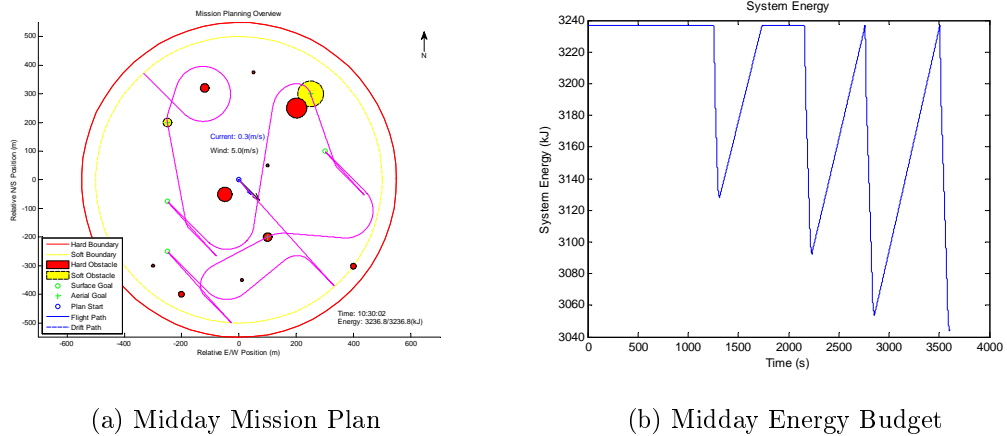 Mission Planning Overview
500
400
300
200
100
0
-100
-200
-300
-400
-500
-600
-400
-200
0
200
400
600
Relative N/S Position (m)
Relative E/W Position (m)
N
Current: 0.3(m/s)
Wind: 5.0(m/s)
Hard Boundary
Soft Boundary
Hard Obstacle
Soft Obstacle
Surface Goal
Aerial Goal
Plan Start
Flight Path
Drift Path
Time: 10:30:02
Energy: 3236.8/3236.8(kJ)
(a) Midday Mission Plan
System Energy
3240
3220
3200
3180
3160
3140
3120
3100
3080
3060
3040
0
500
1000
1500
2000
2500
3000
3500
4000
System Energy (kJ)
Time (s)
(b) Midday Energy Budget